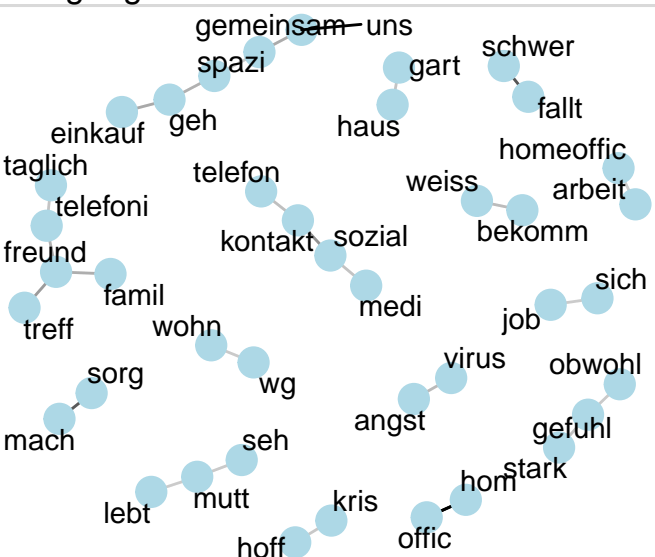 gemeinsam
uns
spazi
geh
einkauf
gart
haus
schwer
fallt
homeoffic
arbeit
taglich
telefoni
freund
famil
treff
telefon
kontakt
sozial
medi
weiss
bekomm
sich
job
wohn
wg
virus
angst
obwohl
gefuhl
stark
sorg
mach
seh
mutt
lebt
kris
hoff
hom
offic